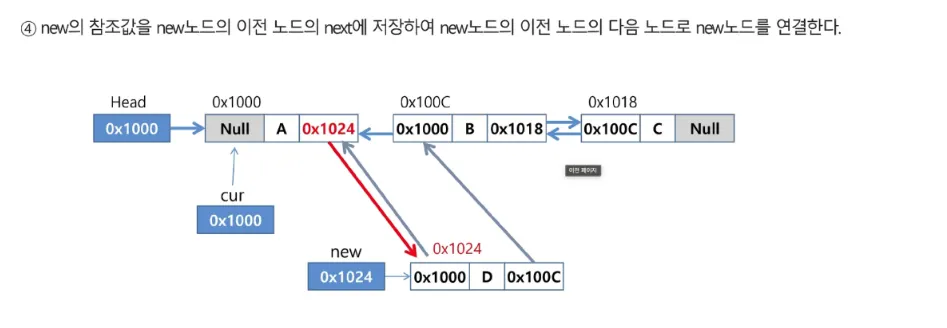 ④ new의 참조값을 new노드의 이전 노드의 next에 저장하여 new노드의 이전 노드의 다음 노드로 new노드를 연결한다.
Head 0x1000 0x100C 0x1018
0x1000 Null A 0x1024 0x1000 B 0x1018 0x100C C Null
이전 페이지
cur
0x1000
new 0x1024
0x1024 0x1000 D 0x100C